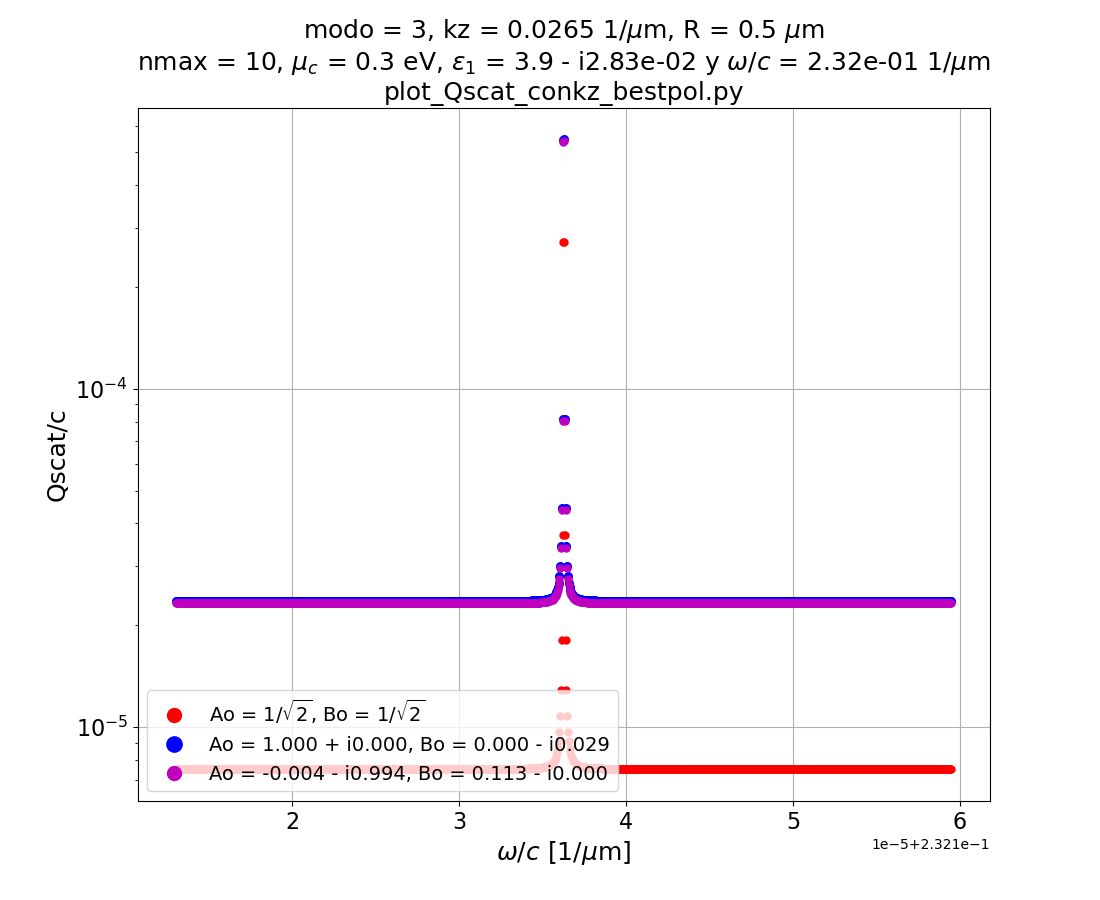 modo = 3, kz = 0.0265 1/μm, R = 0.5 μm
nmax = 10, μ_c = 0.3 eV, ε₁ = 3.9 - i2.83e-02 y ω/c = 2.32e-01 1/μm
plot_Qscat_conkz_bestpol.py
Qscat/c
10⁻⁴
10⁻⁵
Ao = 1/√2, Bo = 1/√2
Ao = 1.000 + i0.000, Bo = 0.000 - i0.029
Ao = -0.004 - i0.994, Bo = 0.113 - i0.000
2 3 4 5 6
1e-5+2.321e-1
ω/c [1/μm]